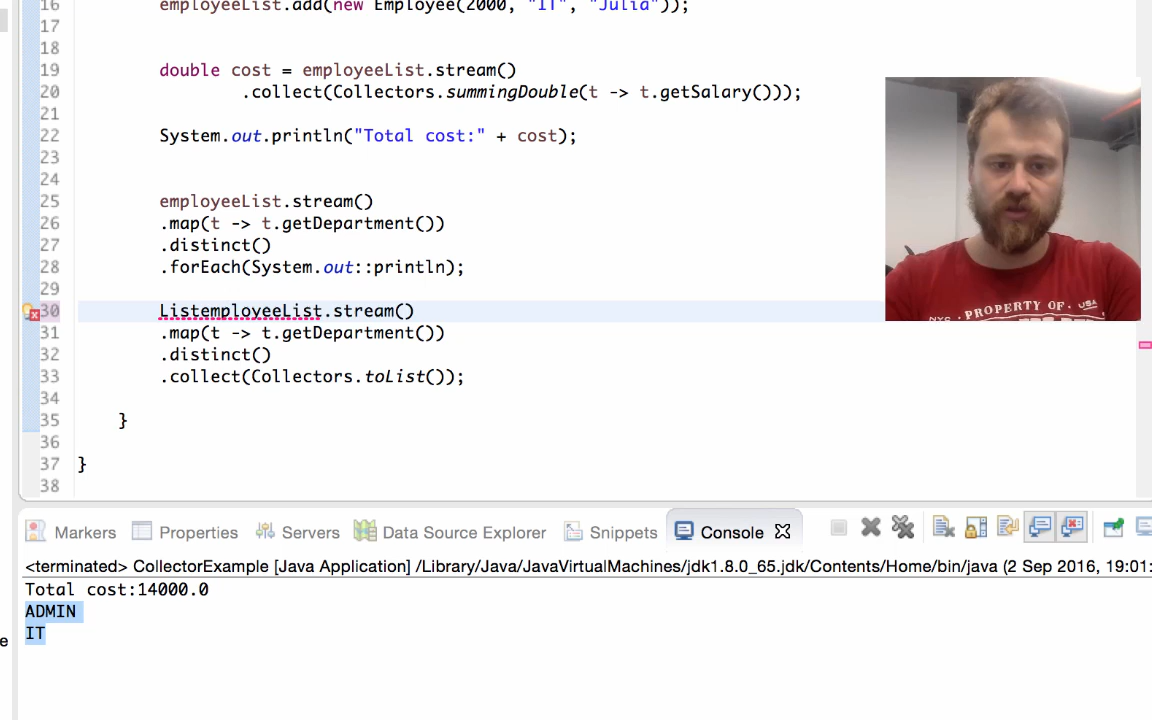 16 employeeList.add(new Employee(2000, "IT", "Julia"));
17
18
19 double cost = employeeList.stream()
20 .collect(Collectors.summingDouble(t -> t.getSalary()));
21
22 System.out.println("Total cost:" + cost);
23
24
25 employeeList.stream()
26 .map(t -> t.getDepartment())
27 .distinct()
28 .forEach(System.out::println);
29
30 ListemployeeList.stream()
31 .map(t -> t.getDepartment())
32 .distinct()
33 .collect(Collectors.toList());
34
35 }
36
37 }
38
PROPERTY OF. USA
NYC
Markers Properties Servers Data Source Explorer Snippets Console
<terminated> CollectorExample [Java Application] /Library/Java/JavaVirtualMachines/jdk1.8.0_65.jdk/Contents/Home/bin/java (2 Sep 2016, 19:01:
Total cost:14000.0
ADMIN
IT
e